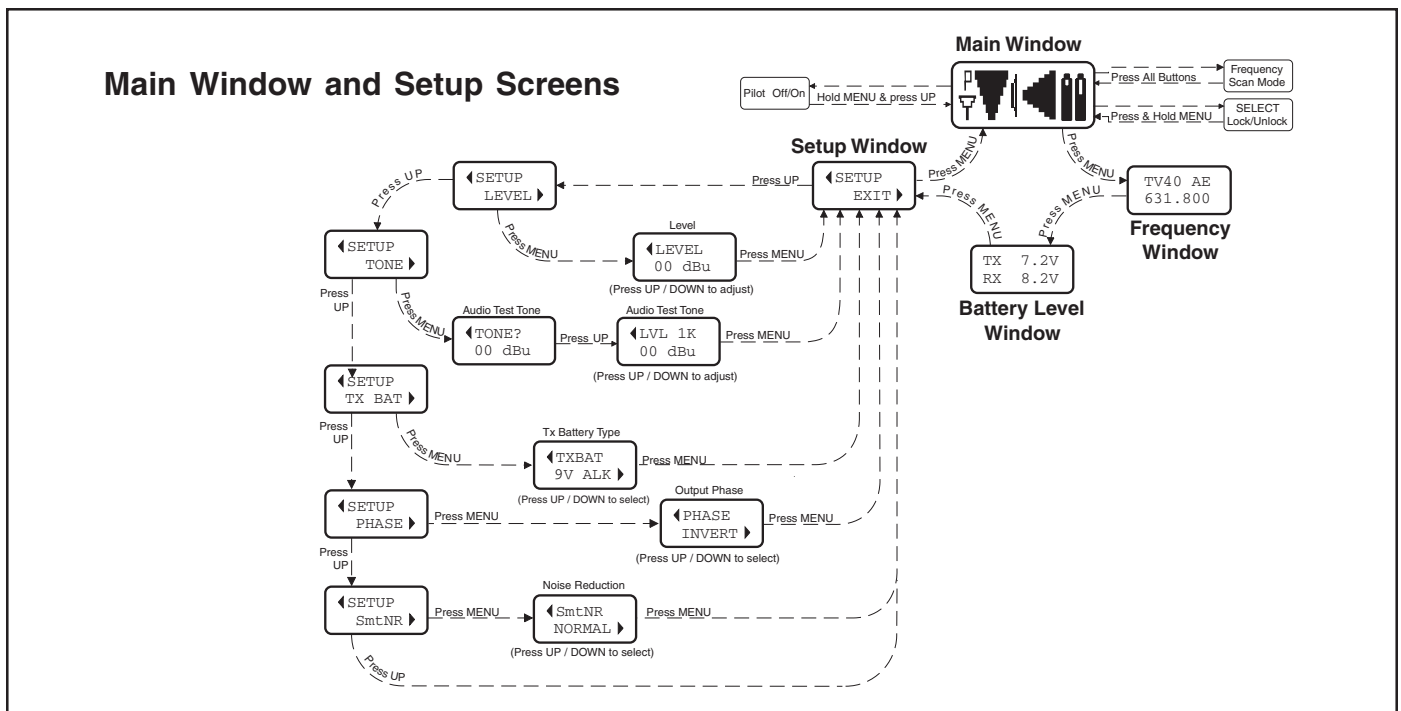 Main Window and Setup Screens
Main Window
Pilot Off/On
Hold MENU & press UP
Press All Buttons
Frequency
Scan Mode
Press & Hold MENU
SELECT
Lock/Unlock
Setup Window
SETUP
EXIT
Press MENU
Press MENU
TV40 AE
631.800
Frequency
Window
Press MENU
TX 7.2V
RX 8.2V
Battery Level
Window
Press MENU
Press UP
SETUP
LEVEL
Press MENU
Level
LEVEL
00 dBu
(Press UP / DOWN to adjust)
Press MENU
Press UP
SETUP
TONE
Press MENU
Audio Test Tone
TONE?
00 dBu
Press UP
Audio Test Tone
LVL 1K
00 dBu
(Press UP / DOWN to adjust)
Press MENU
Press
UP
SETUP
TX BAT
Press MENU
Tx Battery Type
TXBAT
9V ALK
(Press UP / DOWN to select)
Press MENU
Press
UP
SETUP
PHASE
Press MENU
Output Phase
PHASE
INVERT
(Press UP / DOWN to select)
Press MENU
Press
UP
SETUP
SmtNR
Press MENU
Noise Reduction
SmtNR
NORMAL
(Press UP / DOWN to select)
Press MENU
Press UP